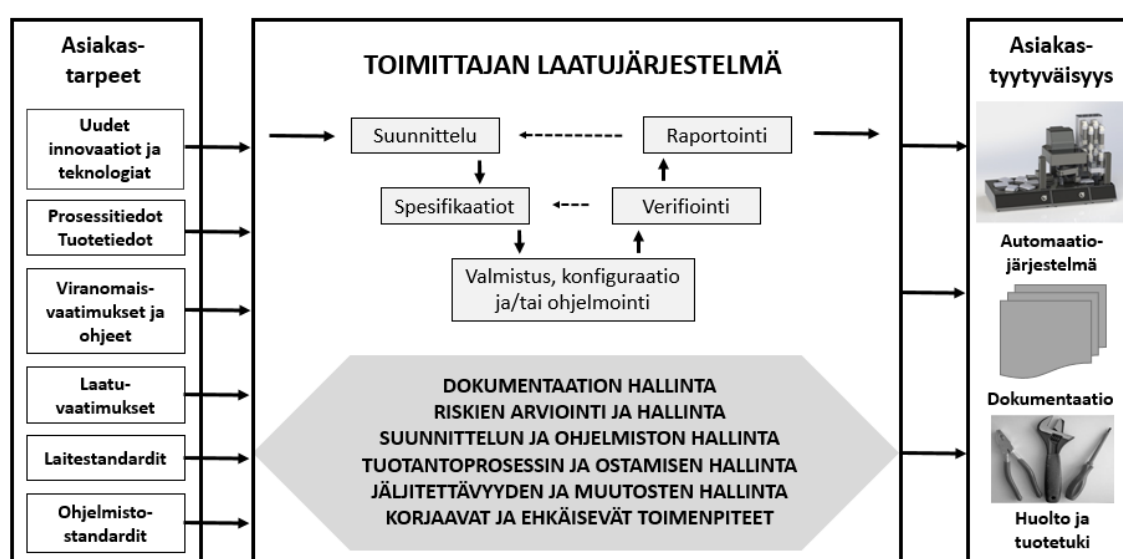 Asiakas-
tarpeet
Uudet
innovaatiot ja
teknologiat
Prosessitiedot
Tuotetiedot
Viranomais-
vaatimukset ja
ohjeet
Laatu-
vaatimukset
Laitestandardit
Ohjelmisto-
standardit
TOIMITTAJAN LAATUJÄRJESTELMÄ
Suunnittelu
Raportointi
Spesifikaatiot
Verifiointi
Valmistus, konfiguraatio
ja/tai ohjelmointi
DOKUMENTAATION HALLINTA
RISKIEN ARVIOINTI JA HALLINTA
SUUNNITTELUN JA OHJELMISTON HALLINTA
TUOTANTOPROSESSIN JA OSTAMISEN HALLINTA
JÄLJITETTÄVYYDEN JA MUUTOSTEN HALLINTA
KORJAAVAT JA EHKÄISEVÄT TOIMENPITEET
Asiakas-
tyytyväisyys
Automaatio-
järjestelmä
Dokumentaatio
Huolto ja
tuotetuki